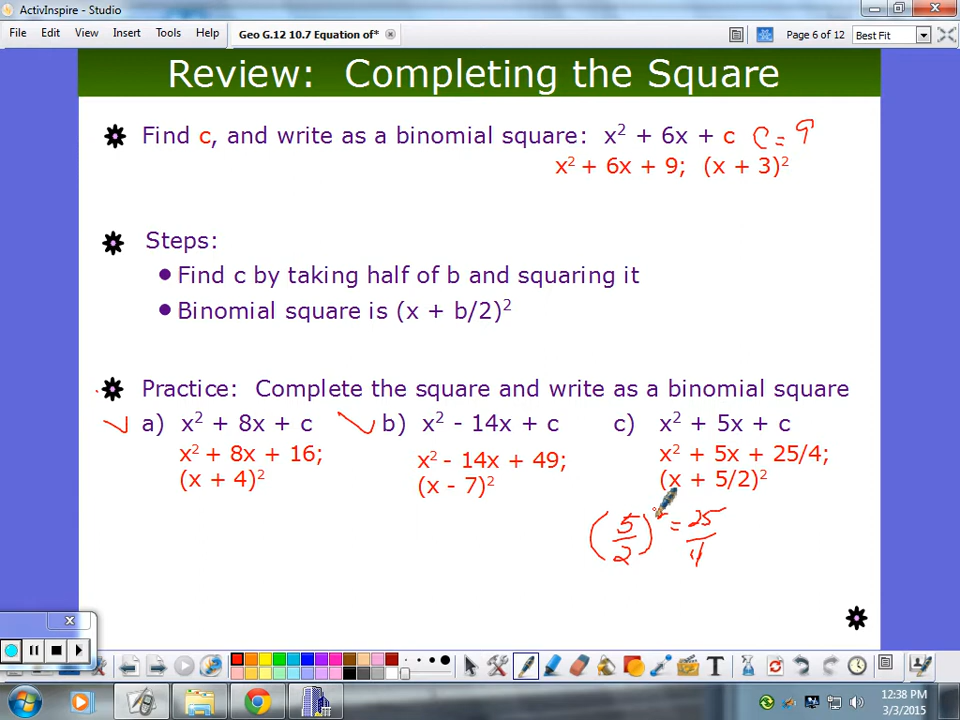 ActivInspire - Studio
File Edit View Insert Tools Help Geo G.12 10.7 Equation of* Page 6 of 12 Best Fit
Review: Completing the Square
Find c, and write as a binomial square: x² + 6x + c c = 9
x² + 6x + 9; (x + 3)²
Steps:
Find c by taking half of b and squaring it
Binomial square is (x + b/2)²
Practice: Complete the square and write as a binomial square
a) x² + 8x + c b) x² - 14x + c c) x² + 5x + c
x² + 8x + 16; x² - 14x + 49; x² + 5x + 25/4;
(x + 4)² (x - 7)² (x + 5/2)²
(5/2)² = 25/4
12:38 PM
3/3/2015